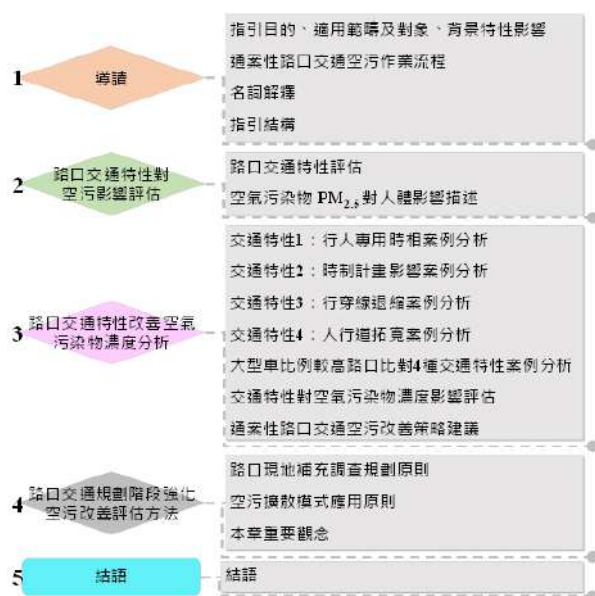 1
導讀
指引目的、適用範疇及對象、背景特性影響
通案性路口交通空污作業流程
名詞解釋
指引結構
2
路口交通特性對
空污影響評估
路口交通特性評估
空氣污染物 PM2.5 對人體影響描述
3
路口交通特性改善空氣
污染物濃度分析
交通特性1：行人專用時相案例分析
交通特性2：時制計畫影響案例分析
交通特性3：行穿線退縮案例分析
交通特性4：人行道拓寬案例分析
大型車比例較高路口比對4種交通特性案例分析
交通特性對空氣污染物濃度影響評估
通案性路口交通空污改善策略建議
4
路口交通規劃階段強化
空污改善評估方法
路口現地補充調查規劃原則
空污擴散模式應用原則
本章重要觀念
5
結語
結語